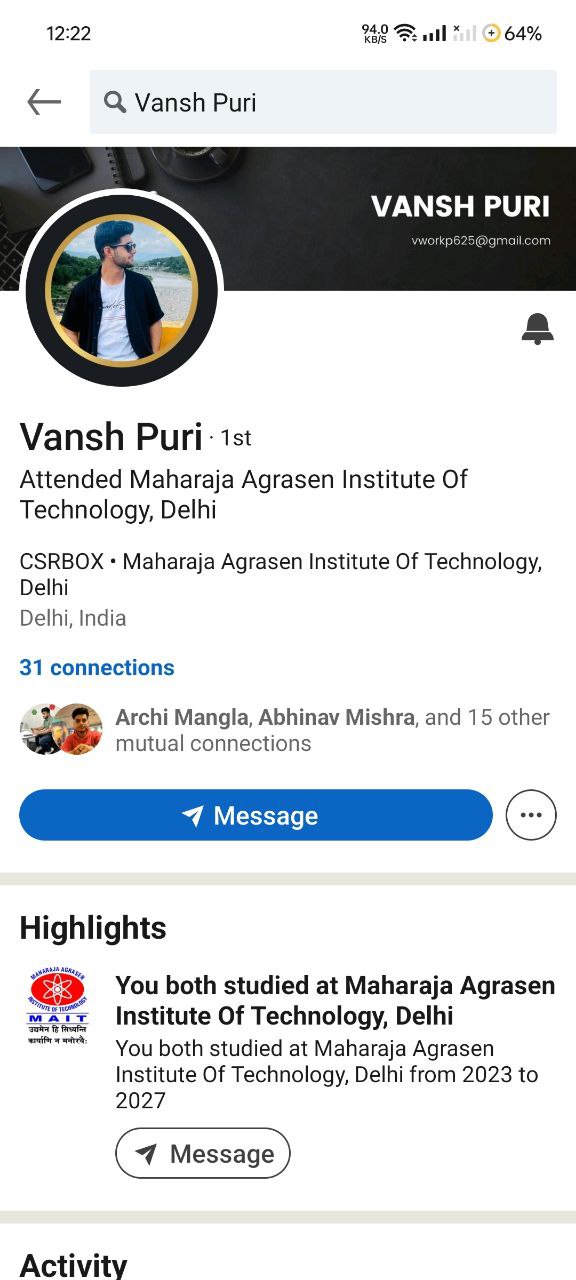 12:22
94.0
KB/S
64%
Vansh Puri
VANSH PURI
vworkp625@gmail.com
Vansh Puri · 1st
Attended Maharaja Agrasen Institute Of
Technology, Delhi
CSRBOX • Maharaja Agrasen Institute Of Technology,
Delhi
Delhi, India
31 connections
Archi Mangla, Abhinav Mishra, and 15 other
mutual connections
Message
Highlights
MAHARAJA AGRASEN
INSTITUTE OF TECHNOLOGY
MAIT
उद्यमेन हि सिध्यन्ति
कार्याणि न मनोरथैः
You both studied at Maharaja Agrasen
Institute Of Technology, Delhi
You both studied at Maharaja Agrasen
Institute Of Technology, Delhi from 2023 to
2027
Message
Activity